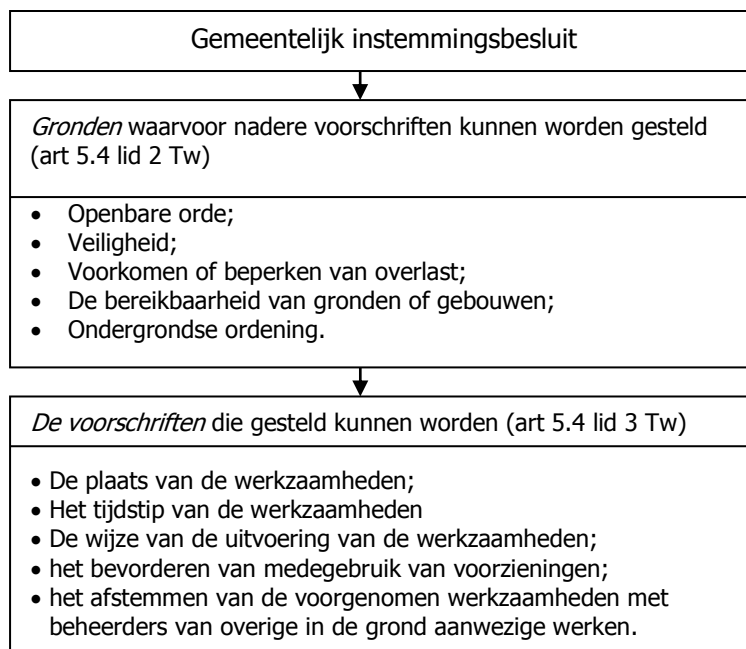 Gemeentelijk instemmingsbesluit
Gronden waarvoor nadere voorschriften kunnen worden gesteld
(art 5.4 lid 2 Tw)
• Openbare orde;
• Veiligheid;
• Voorkomen of beperken van overlast;
• De bereikbaarheid van gronden of gebouwen;
• Ondergrondse ordening.
De voorschriften die gesteld kunnen worden (art 5.4 lid 3 Tw)
• De plaats van de werkzaamheden;
• Het tijdstip van de werkzaamheden
• De wijze van de uitvoering van de werkzaamheden;
• het bevorderen van medegebruik van voorzieningen;
• het afstemmen van de voorgenomen werkzaamheden met
beheerders van overige in de grond aanwezige werken.